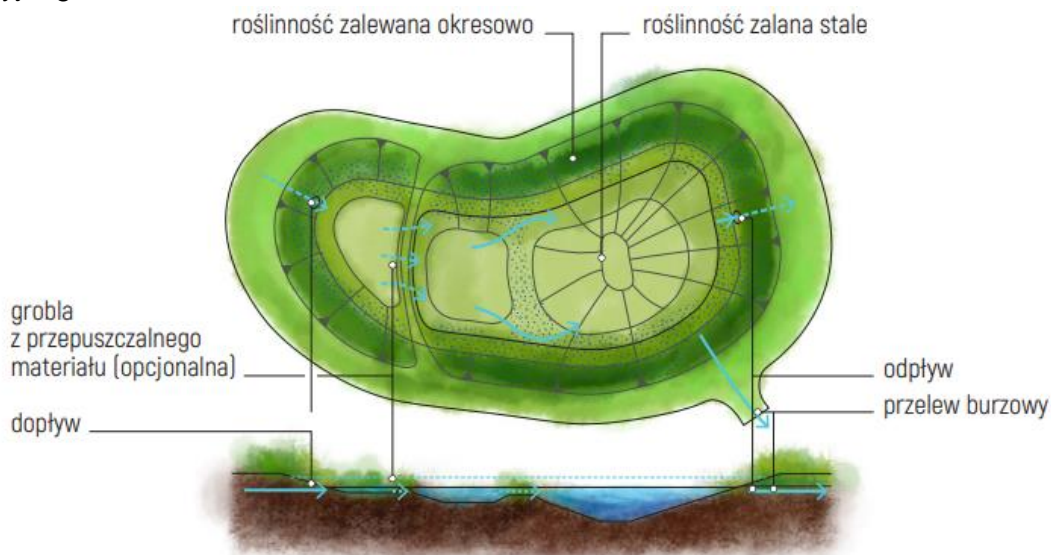 roślinność zalewana okresowo
roślinność zalana stale
grobla
z przepuszczalnego
materiału (opcjonalna)
dopływ
odpływ
przelew burzowy